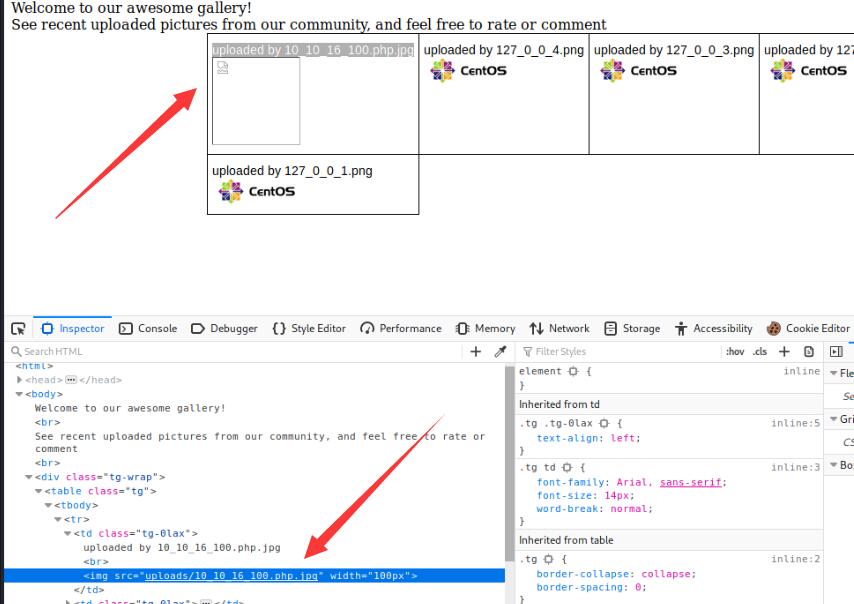 Welcome to our awesome gallery!
See recent uploaded pictures from our community, and feel free to rate or comment
uploaded by 10_10_16_100.php.jpg
uploaded by 127_0_0_4.png
CentOS
uploaded by 127_0_0_3.png
CentOS
uploaded by 127
CentOS
uploaded by 127_0_0_1.png
CentOS
Inspector Console Debugger {} Style Editor Performance Memory Network Storage Accessibility Cookie Editor
Search HTML
<html>
<head> ••• </head>
<body>
Welcome to our awesome gallery!
<br>
See recent uploaded pictures from our community, and feel free to rate or
comment
<br>
<div class="tg-wrap">
<table class="tg">
<tbody>
<tr>
<td class="tg-0lax">
uploaded by 10_10_16_100.php.jpg
<br>
<img src="uploads/10_10_16_100.php.jpg" width="100px">
</td>
<td class="tg-0lax"> ••• </td>
Filter Styles :hov .cls +
element { inline
}
Inherited from td
.tg .tg-0lax { inline:5
text-align: left;
}
.tg td { inline:3
font-family: Arial, sans-serif;
font-size: 14px;
word-break: normal;
}
Inherited from table
.tg { inline:2
border-collapse: collapse;
border-spacing: 0;
}
Fle
Se
Gri
CS
Bo